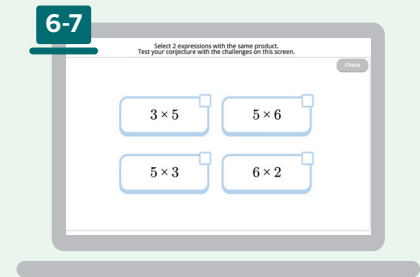 6-7
Select 2 expressions with the same product.
Test your conjecture with the challenges on this screen.
Check
3 × 5
5 × 6
5 × 3
6 × 2